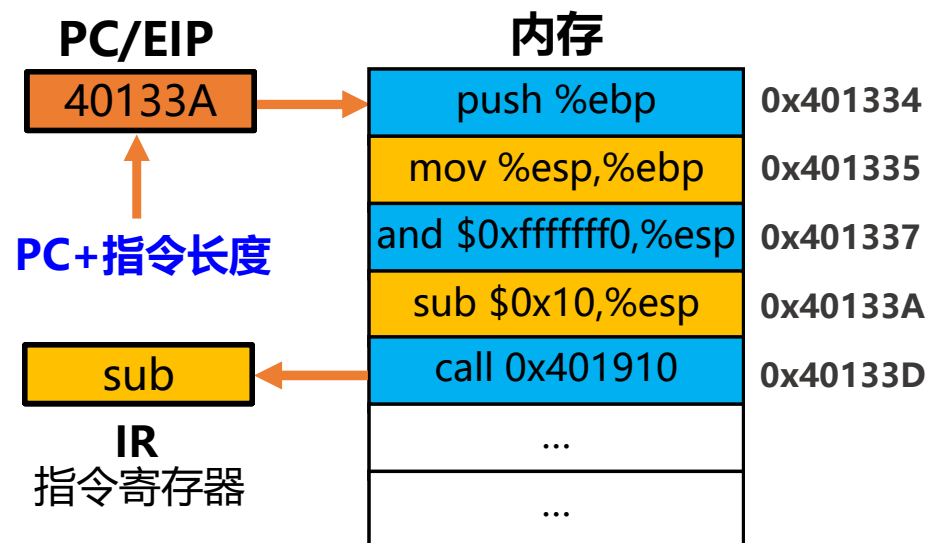 PC/EIP
40133A
PC+指令长度
sub
IR
指令寄存器
内存
push %ebp
0x401334
mov %esp,%ebp
0x401335
and $0xfffffff0,%esp
0x401337
sub $0x10,%esp
0x40133A
call 0x401910
0x40133D
...
...